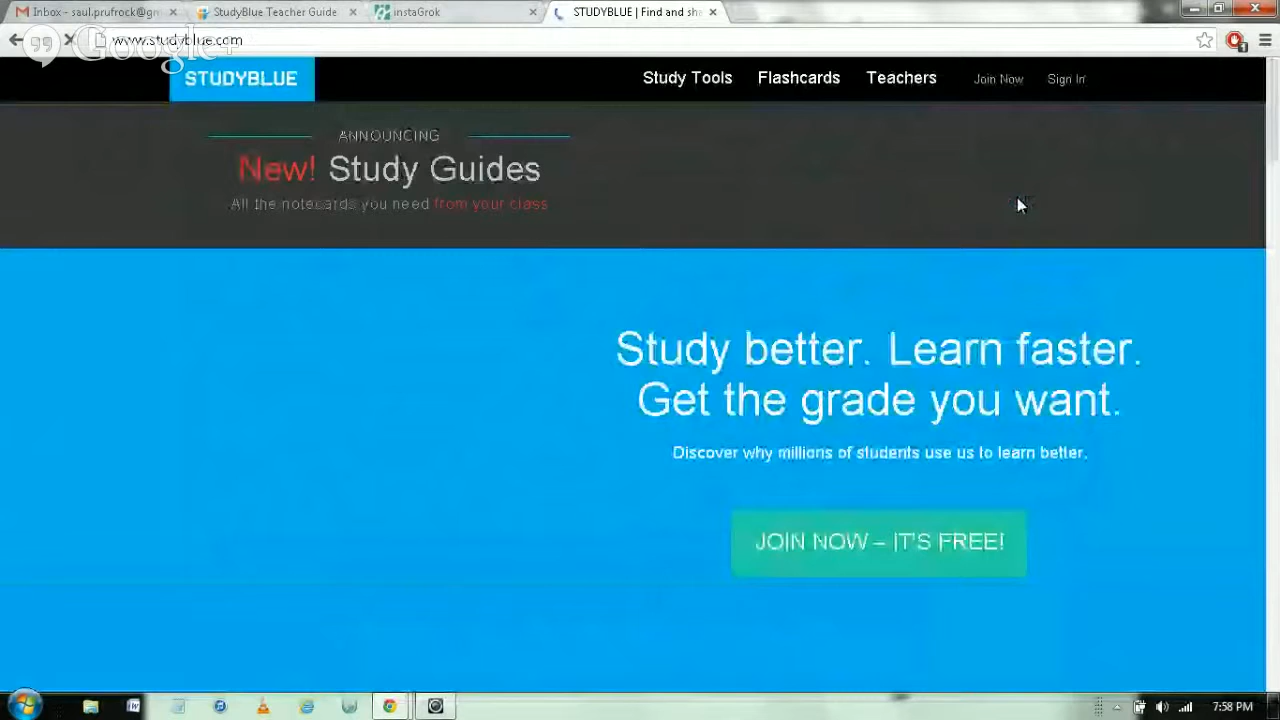 Inbox - saul.prufrock@gm
StudyBlue Teacher Guide
instaGrok
STUDYBLUE | Find and sha
www.studyblue.com
Google+
STUDYBLUE
Study Tools
Flashcards
Teachers
Join Now
Sign In
ANNOUNCING
New! Study Guides
All the notecards you need from your class
Study better. Learn faster.
Get the grade you want.
Discover why millions of students use us to learn better.
JOIN NOW – IT'S FREE!
7:58 PM